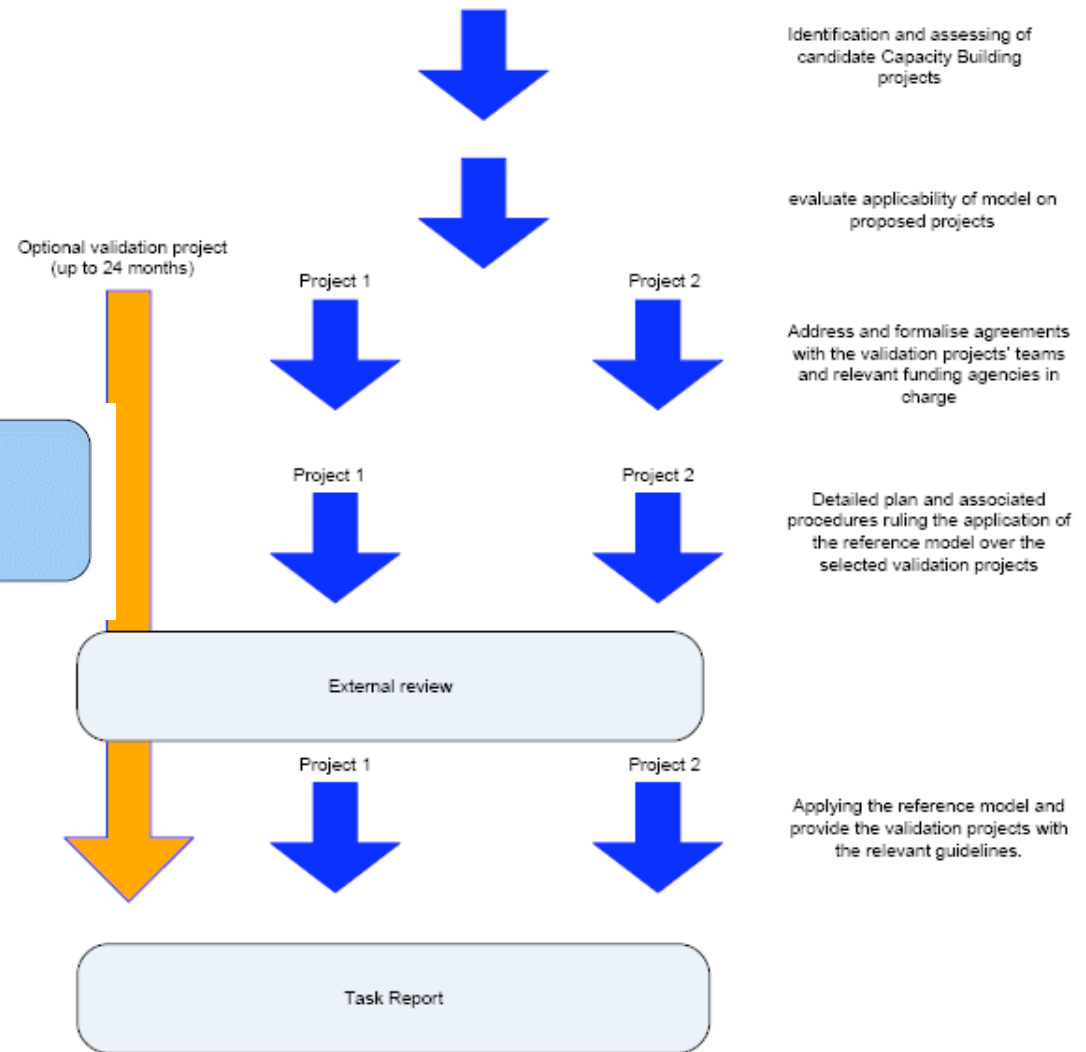 Identification and assessing of
candidate Capacity Building
projects
evaluate applicability of model on
proposed projects
Optional validation project
(up to 24 months)
Project 1
Project 2
Address and formalise agreements
with the validation projects' teams
and relevant funding agencies in
charge
Project 1
Project 2
Detailed plan and associated
procedures ruling the application of
the reference model over the
selected validation projects
External review
Project 1
Project 2
Applying the reference model and
provide the validation projects with
the relevant guidelines.
Task Report